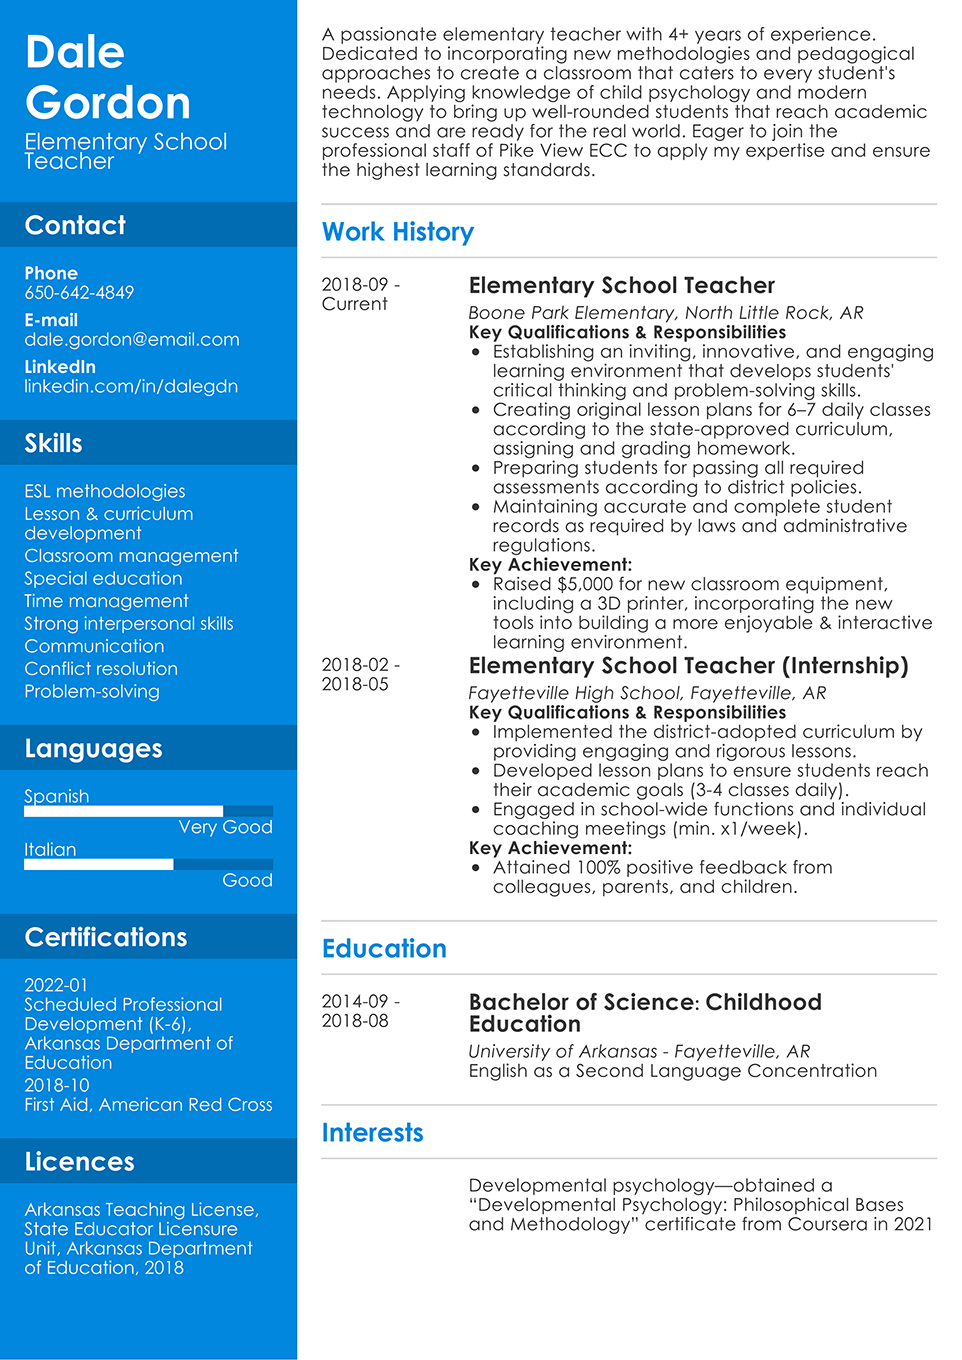 Dale
Gordon
Elementary School
Teacher
Contact
Phone
650-642-4849
E-mail
dale.gordon@email.com
LinkedIn
linkedin.com/in/dalegdn
Skills
ESL methodologies
Lesson & curriculum
development
Classroom management
Special education
Time management
Strong interpersonal skills
Communication
Conflict resolution
Problem-solving
Languages
Spanish
Very Good
Italian
Good
Certifications
2022-01
Scheduled Professional
Development (K-6),
Arkansas Department of
Education
2018-10
First Aid, American Red Cross
Licences
Arkansas Teaching License,
State Educator Licensure
Unit, Arkansas Department
of Education, 2018
A passionate elementary teacher with 4+ years of experience.
Dedicated to incorporating new methodologies and pedagogical
approaches to create a classroom that caters to every student's
needs. Applying knowledge of child psychology and modern
technology to bring up well-rounded students that reach academic
success and are ready for the real world. Eager to join the
professional staff of Pike View ECC to apply my expertise and ensure
the highest learning standards.
Work History
2018-09 -
Current
Elementary School Teacher
Boone Park Elementary, North Little Rock, AR
Key Qualifications & Responsibilities
• Establishing an inviting, innovative, and engaging
learning environment that develops students'
critical thinking and problem-solving skills.
• Creating original lesson plans for 6–7 daily classes
according to the state-approved curriculum,
assigning and grading homework.
• Preparing students for passing all required
assessments according to district policies.
• Maintaining accurate and complete student
records as required by laws and administrative
regulations.
Key Achievement:
• Raised $5,000 for new classroom equipment,
including a 3D printer, incorporating the new
tools into building a more enjoyable & interactive
learning environment.
2018-02 -
2018-05
Elementary School Teacher (Internship)
Fayetteville High School, Fayetteville, AR
Key Qualifications & Responsibilities
• Implemented the district-adopted curriculum by
providing engaging and rigorous lessons.
• Developed lesson plans to ensure students reach
their academic goals (3-4 classes daily).
• Engaged in school-wide functions and individual
coaching meetings (min. x1/week).
Key Achievement:
• Attained 100% positive feedback from
colleagues, parents, and children.
Education
2014-09 -
2018-08
Bachelor of Science: Childhood
Education
University of Arkansas - Fayetteville, AR
English as a Second Language Concentration
Interests
Developmental psychology—obtained a
“Developmental Psychology: Philosophical Bases
and Methodology” certificate from Coursera in 2021